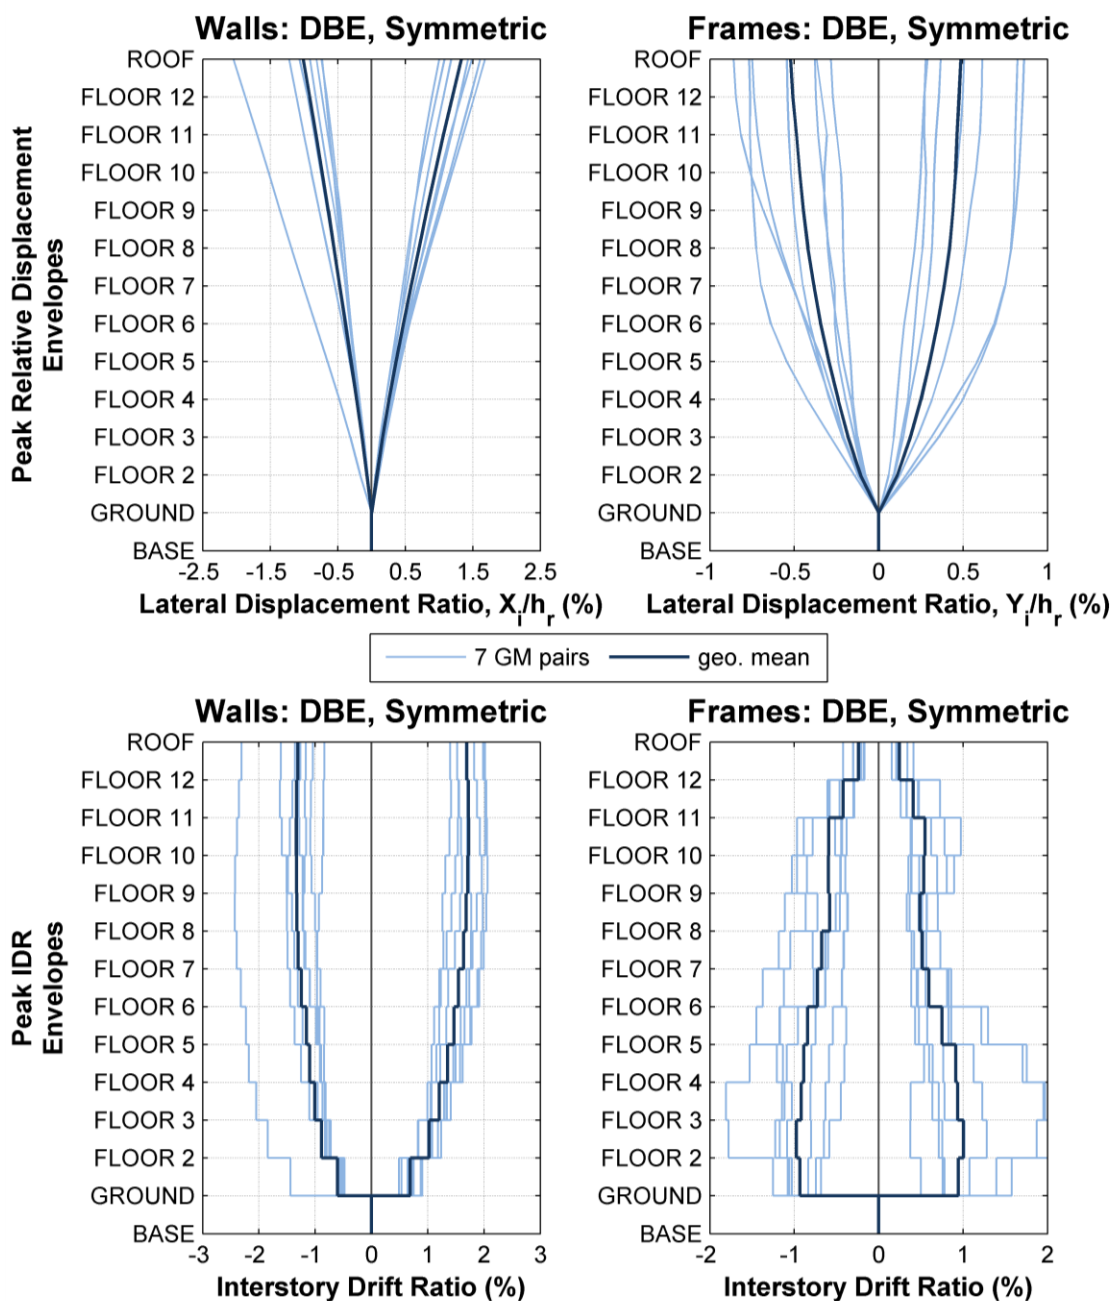 Walls: DBE, Symmetric
Peak Relative Displacement
Envelopes
ROOF
FLOOR 12
FLOOR 11
FLOOR 10
FLOOR 9
FLOOR 8
FLOOR 7
FLOOR 6
FLOOR 5
FLOOR 4
FLOOR 3
FLOOR 2
GROUND
BASE
-2.5 -1.5 -0.5 0.5 1.5 2.5
Lateral Displacement Ratio, X_i/h_r (%)
Frames: DBE, Symmetric
ROOF
FLOOR 12
FLOOR 11
FLOOR 10
FLOOR 9
FLOOR 8
FLOOR 7
FLOOR 6
FLOOR 5
FLOOR 4
FLOOR 3
FLOOR 2
GROUND
BASE
-1 -0.5 0 0.5 1
Lateral Displacement Ratio, Y_i/h_r (%)
7 GM pairs geo. mean
Walls: DBE, Symmetric
Peak IDR
Envelopes
ROOF
FLOOR 12
FLOOR 11
FLOOR 10
FLOOR 9
FLOOR 8
FLOOR 7
FLOOR 6
FLOOR 5
FLOOR 4
FLOOR 3
FLOOR 2
GROUND
BASE
-3 -2 -1 0 1 2 3
Interstory Drift Ratio (%)
Frames: DBE, Symmetric
ROOF
FLOOR 12
FLOOR 11
FLOOR 10
FLOOR 9
FLOOR 8
FLOOR 7
FLOOR 6
FLOOR 5
FLOOR 4
FLOOR 3
FLOOR 2
GROUND
BASE
-2 -1 0 1 2
Interstory Drift Ratio (%)